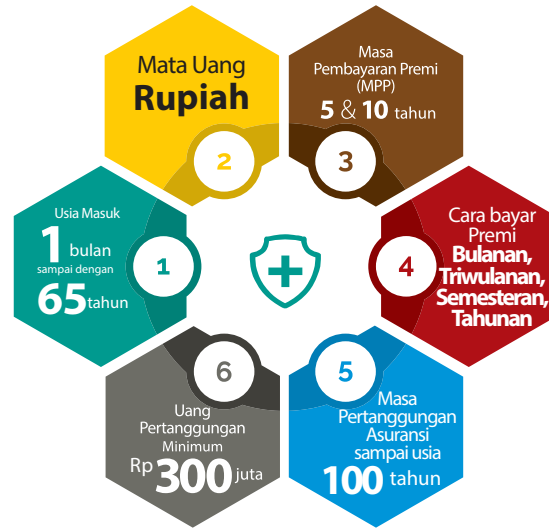 Usia Masuk
1 bulan
sampai dengan
65 tahun
1
Mata Uang
Rupiah
2
Masa
Pembayaran Premi
(MPP)
5 & 10 tahun
3
Cara bayar
Premi
Bulanan,
Triwulanan,
Semesteran,
Tahunan
4
5
Masa
Pertanggungan
Asuransi
sampai usia
100 tahun
6
Uang
Pertanggungan
Minimum
Rp 300 juta